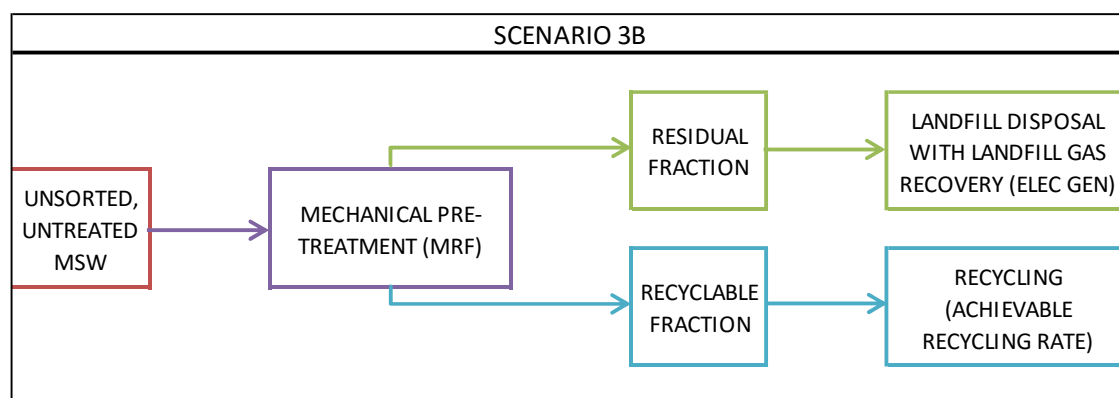 SCENARIO 3B
UNSORTED,
UNTREATED
MSW
MECHANICAL PRE-
TREATMENT (MRF)
RESIDUAL
FRACTION
LANDFILL DISPOSAL
WITH LANDFILL GAS
RECOVERY (ELEC GEN)
RECYCLABLE
FRACTION
RECYCLING
(ACHIEVABLE
RECYCLING RATE)